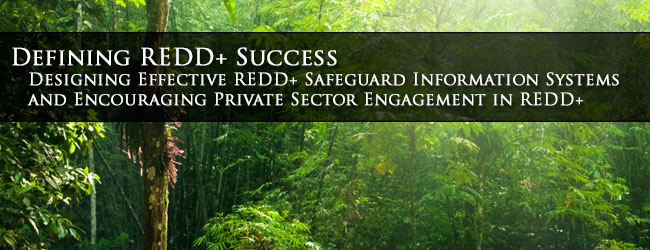 Defining REDD+ Success
Designing Effective REDD+ Safeguard Information Systems
and Encouraging Private Sector Engagement in REDD+